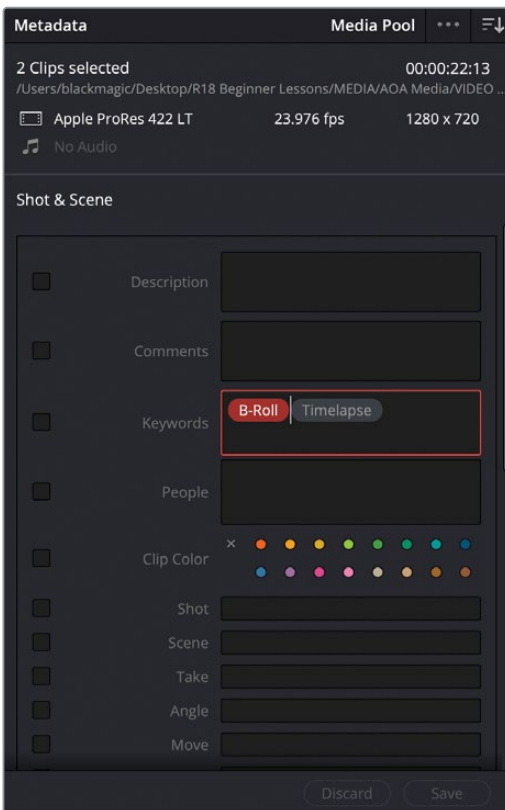 Metadata Media Pool ...
2 Clips selected 00:00:22:13
/Users/blackmagic/Desktop/R18 Beginner Lessons/MEDIA/AOA Media/VIDEO ...
Apple ProRes 422 LT 23.976 fps 1280 x 720
No Audio
Shot & Scene
Description
Comments
Keywords B-Roll Timelapse
People
Clip Color
Shot
Scene
Take
Angle
Move
Discard Save